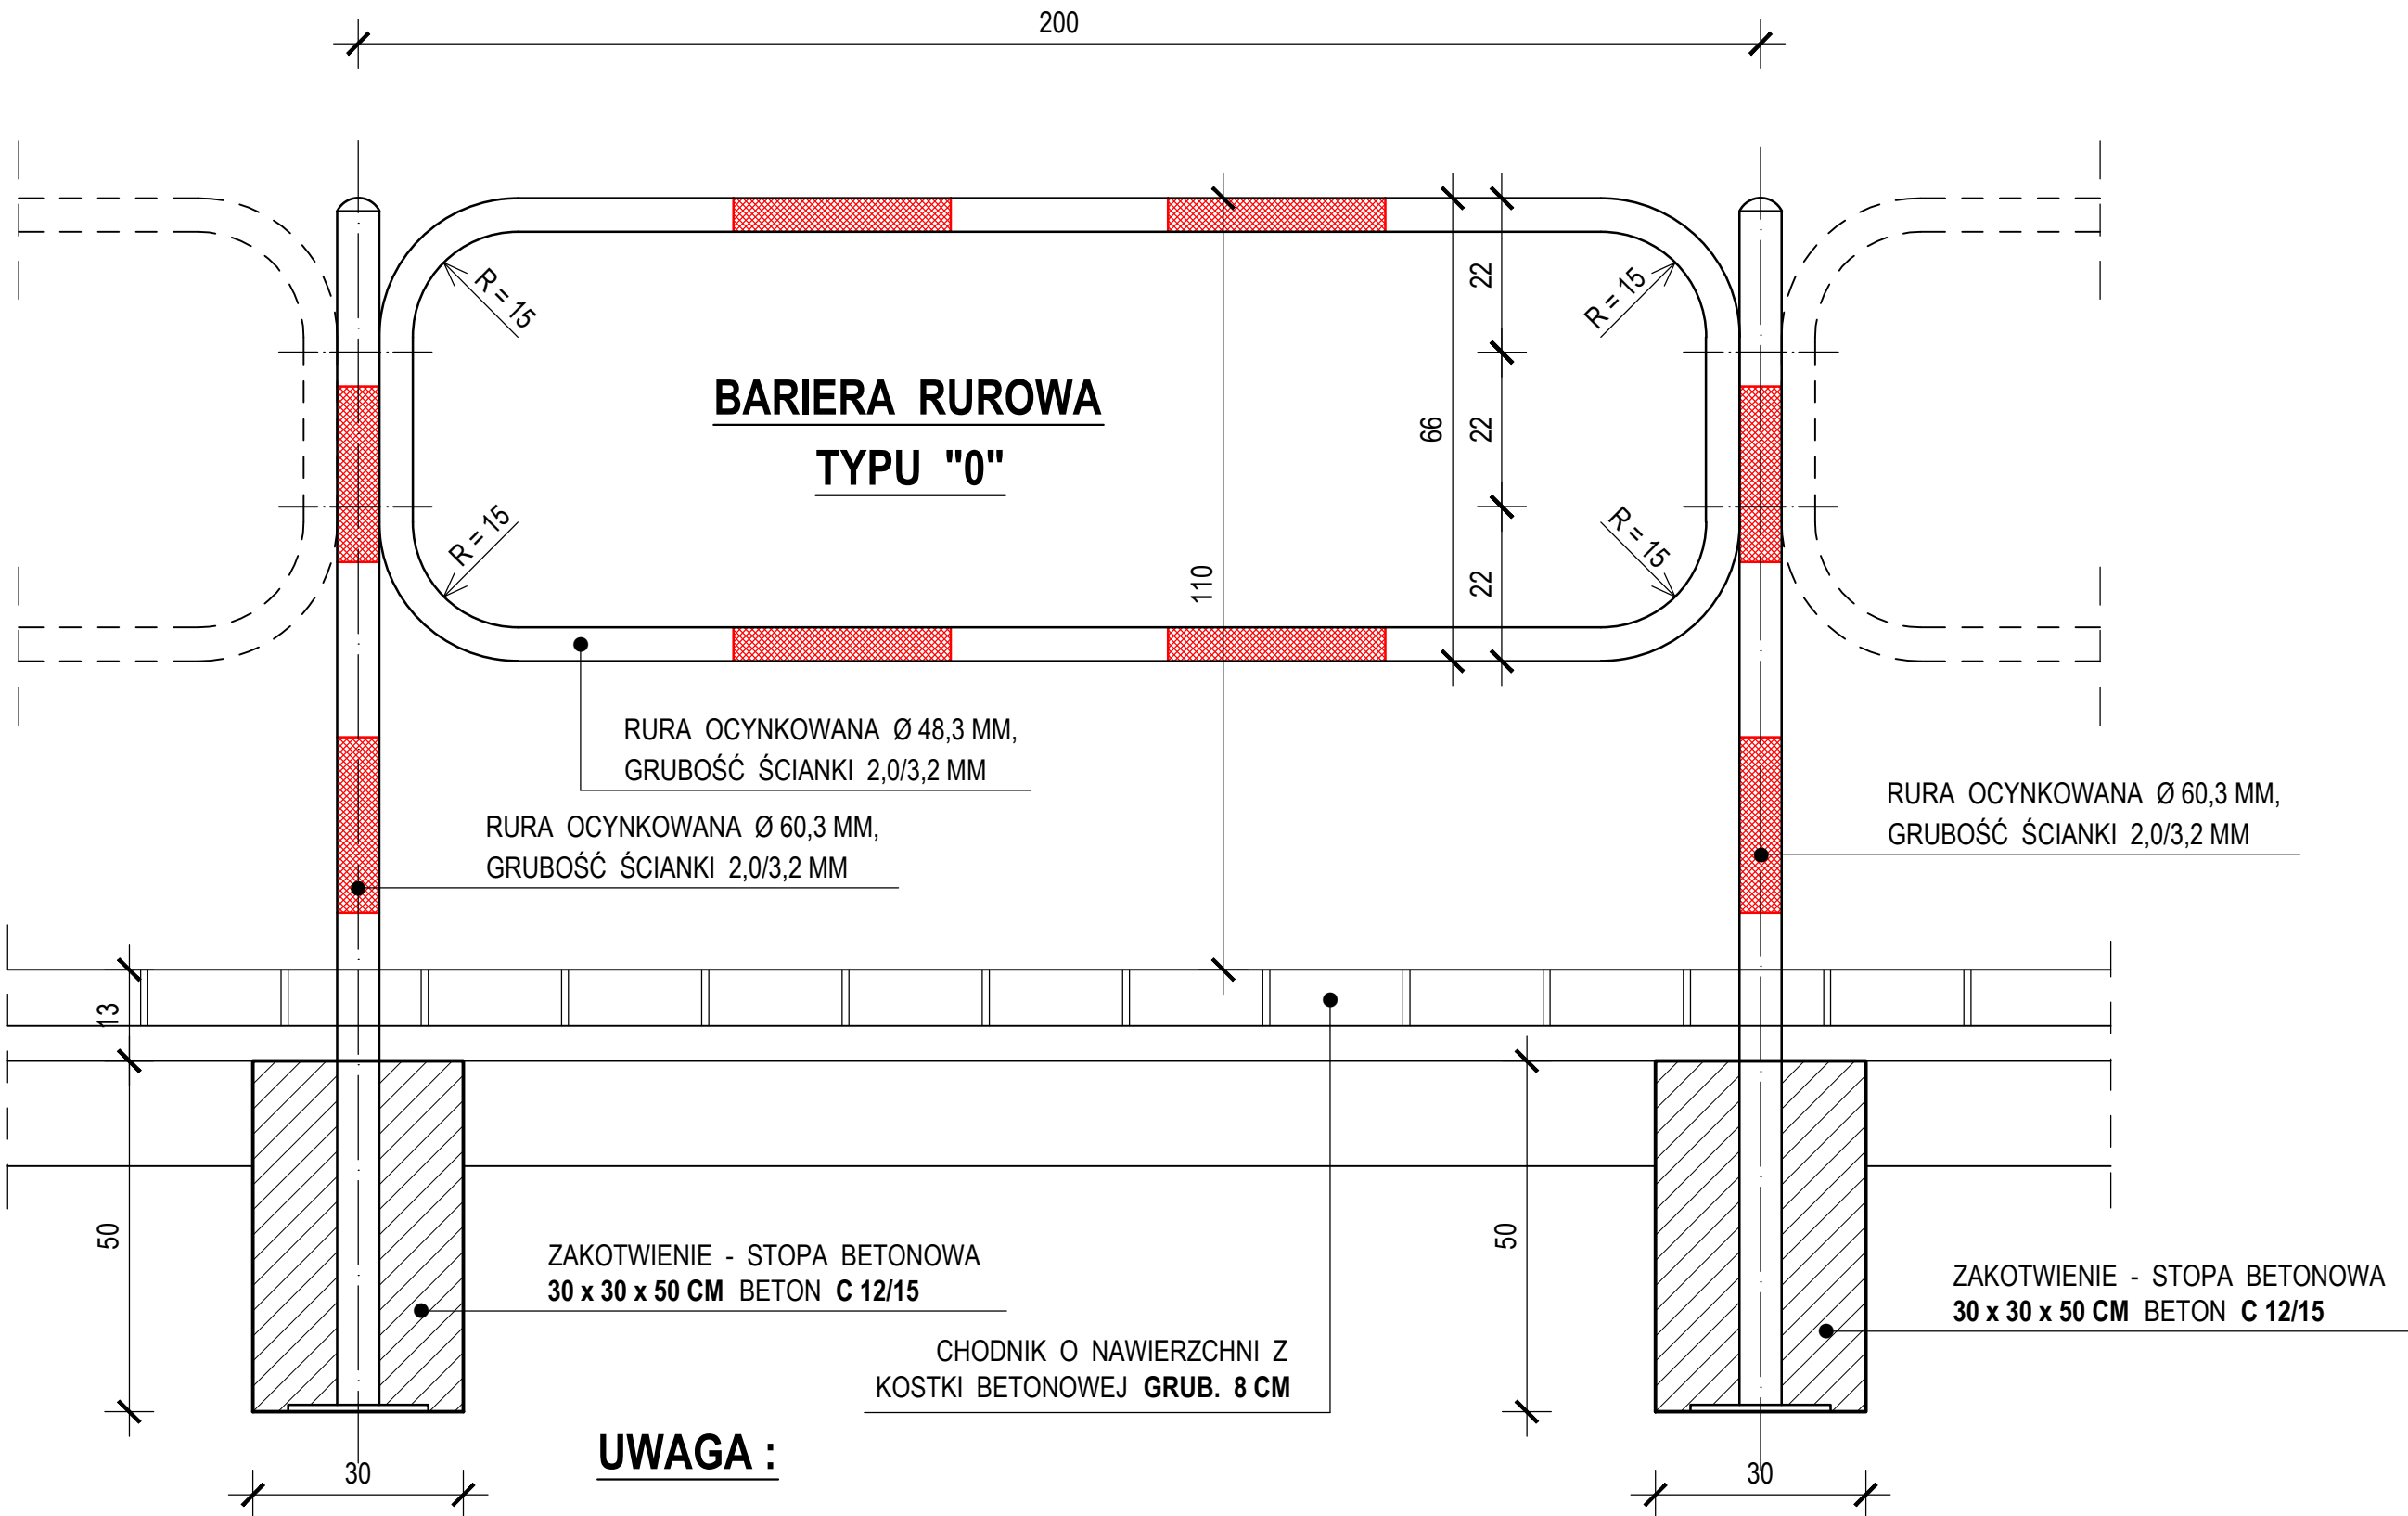 200
R = 15
R = 15
22
BARIERA RUROWA
TYPU "0"
66
22
R = 15
R = 15
110
22
RURA OCYNKOWANA Ø 48,3 MM,
GRUBOŚĆ ŚCIANKI 2,0/3,2 MM
RURA OCYNKOWANA Ø 60,3 MM,
GRUBOŚĆ ŚCIANKI 2,0/3,2 MM
RURA OCYNKOWANA Ø 60,3 MM,
GRUBOŚĆ ŚCIANKI 2,0/3,2 MM
13
50
50
ZAKOTWIENIE - STOPA BETONOWA
30 x 30 x 50 CM BETON C 12/15
ZAKOTWIENIE - STOPA BETONOWA
30 x 30 x 50 CM BETON C 12/15
CHODNIK O NAWIERZCHNI Z
KOSTKI BETONOWEJ GRUB. 8 CM
UWAGA :
30
30